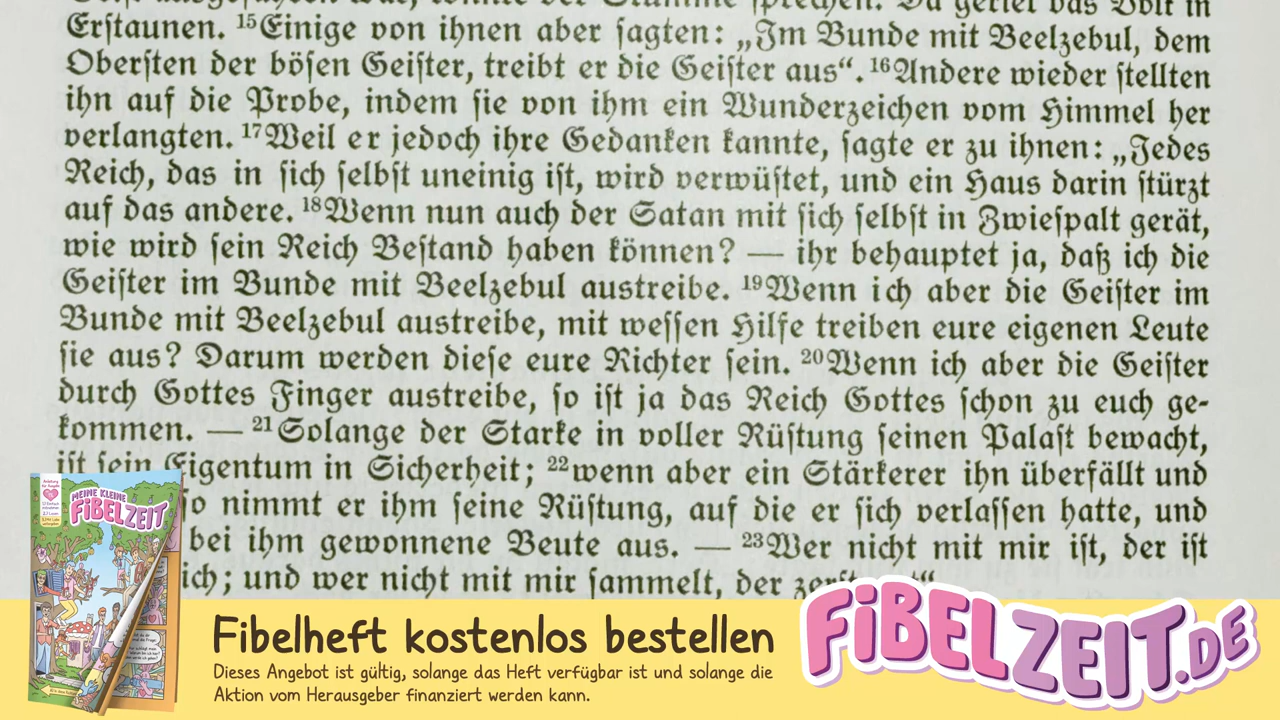 Erſtaunen. ¹⁵Einige von ihnen aber ſagten: „Im Bunde mit Beelzebul, dem
Oberſten der böſen Geiſter, treibt er die Geiſter aus“. ¹⁶Andere wieder ſtellten
ihn auf die Probe, indem ſie von ihm ein Wunderzeichen vom Himmel her
verlangten. ¹⁷Weil er jedoch ihre Gedanken kannte, ſagte er zu ihnen: „Jedes
Reich, das in ſich ſelbſt uneinig iſt, wird verwüſtet, und ein Haus darin ſtürzt
auf das andere. ¹⁸Wenn nun auch der Satan mit ſich ſelbſt in Zwieſpalt gerät,
wie wird ſein Reich Beſtand haben können? — ihr behauptet ja, daß ich die
Geiſter im Bunde mit Beelzebul austreibe. ¹⁹Wenn ich aber die Geiſter im
Bunde mit Beelzebul austreibe, mit weſſen Hilfe treiben eure eigenen Leute
ſie aus? Darum werden dieſe eure Richter ſein. ²⁰Wenn ich aber die Geiſter
durch Gottes Finger austreibe, ſo iſt ja das Reich Gottes ſchon zu euch ge-
kommen. — ²¹Solange der Starke in voller Rüſtung ſeinen Palaſt bewacht,
iſt ſein Eigentum in Sicherheit; ²²wenn aber ein Stärkerer ihn überfällt und
ſo nimmt er ihm ſeine Rüſtung, auf die er ſich verlaſſen hatte, und
bei ihm gewonnene Beute aus. — ²³Wer nicht mit mir iſt, der iſt
ich; und wer nicht mit mir ſammelt, der
MEINE KLEINE
FIBELZEIT
Fibelheft kostenlos bestellen
Dieses Angebot ist gültig, solange das Heft verfügbar ist und solange die
Aktion vom Herausgeber finanziert werden kann.
FIBELZEIT.DE